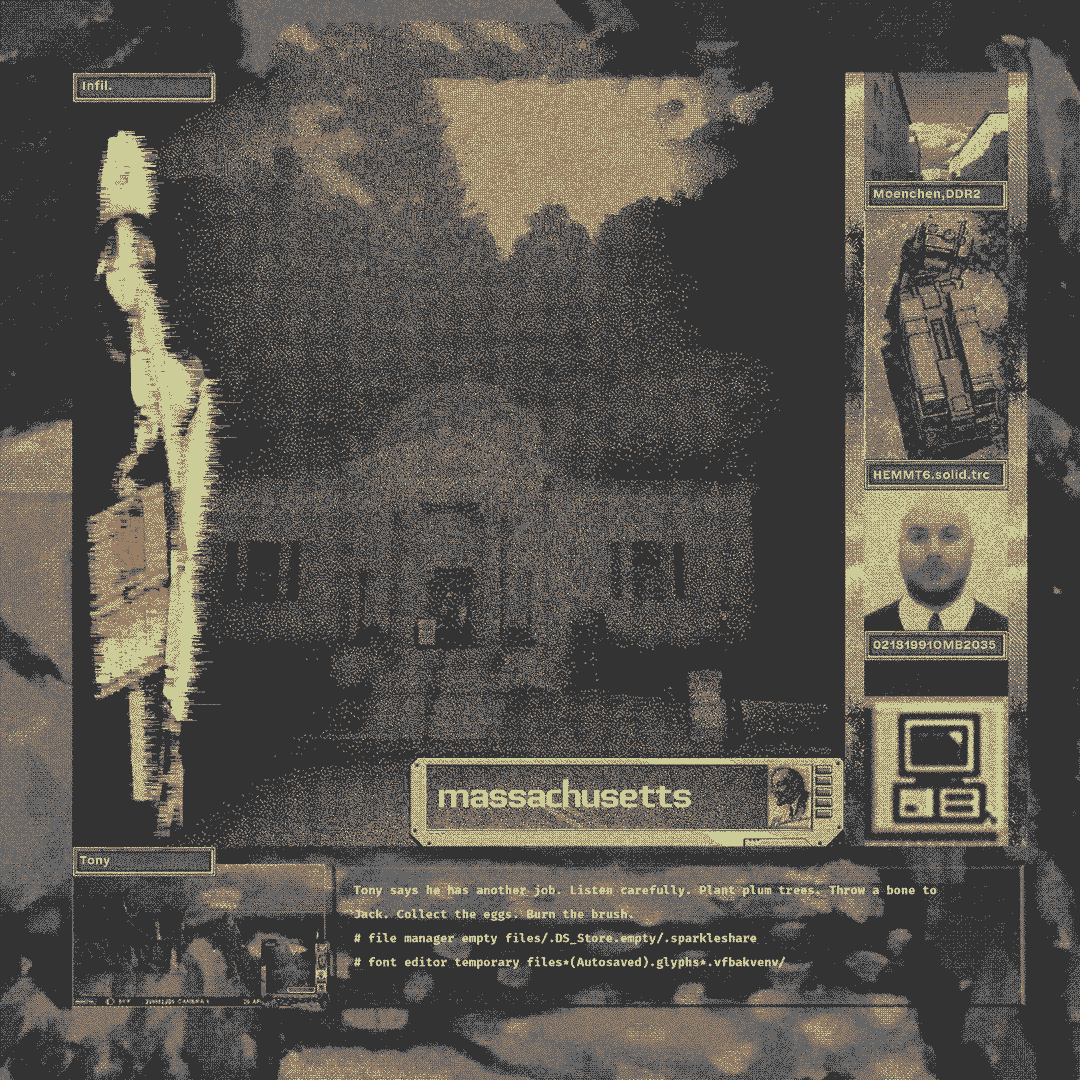 Infil.
Moenchen,DDR2
HEMMT6.solid.trc
02181991OMB2035
massachusetts
Tony
Tony says he has another job. Listen carefully. Plant plum trees. Throw a bone to
Jack. Collect the eggs. Burn the brush.
# file manager empty files/.DS_Store.empty/.sparkleshare
# font editor temporary files*(Autosaved).glyphs*.vfbakvenv/